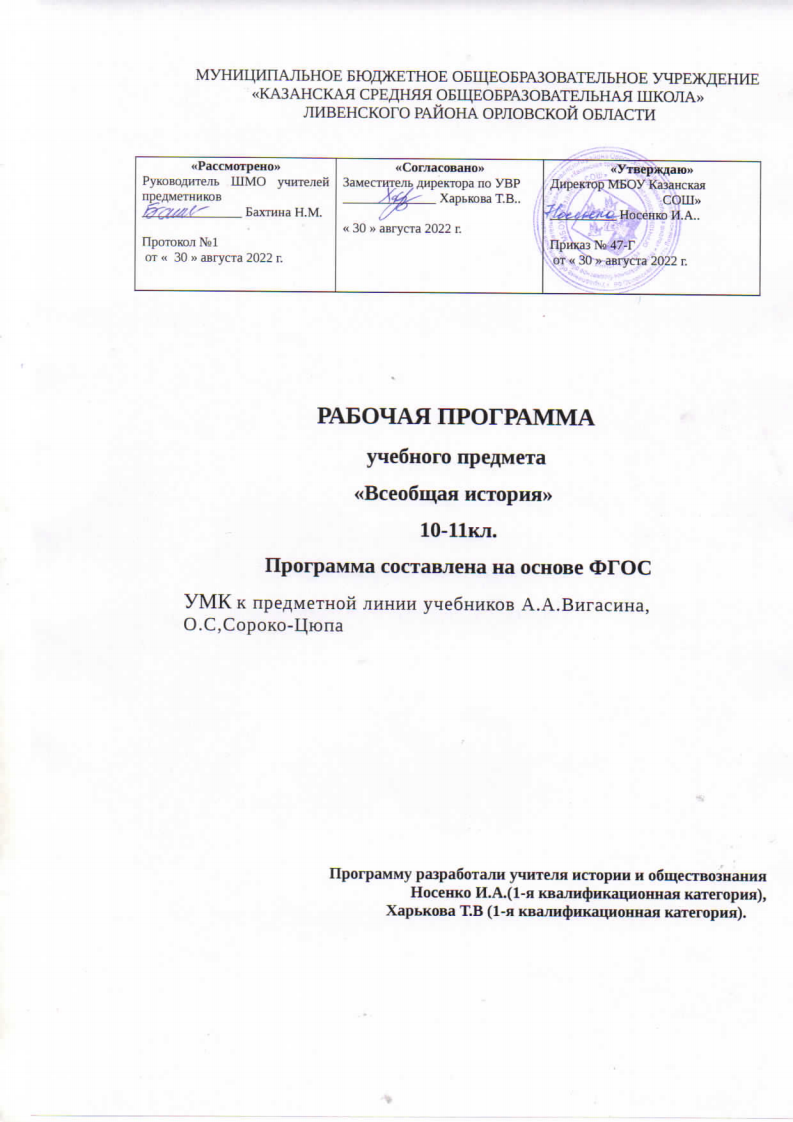 МУНИЦИПАЛЬНОЕ БЮДЖЕТНОЕ ОБЩЕОБРАЗОВАТЕЛЬНОЕ УЧРЕЖДЕНИЕ
«КАЗАНСКАЯ СРЕДНЯЯ ОБЩЕОБРАЗОВАТЕЛЬНАЯ ШКОЛА»
ЛИВЕНСКОГО РАЙОНА ОРЛОВСКОЙ ОБЛАСТИ
«Рассмотрено»
Руководитель ШМО учителей
предметников
Бахтина Н.М.
Протокол №1
от « 30 » августа 2022 г.
«Согласовано»
Заместитель директора по УВР
Харькова Т.В..
« 30 » августа 2022 г.
«Утверждаю»
Директор МБОУ Казанская
СОШ»
Носенко И.А..
Приказ № 47-Г
от « 30 » августа 2022 г.
РАБОЧАЯ ПРОГРАММА
учебного предмета
«Всеобщая история»
10-11кл.
Программа составлена на основе ФГОС
УМК к предметной линии учебников А.А.Вигасина,
О.С,Сороко-Цюпа
Программу разработали учителя истории и обществознания
Носенко И.А.(1-я квалификационная категория),
Харькова Т.В (1-я квалификационная категория).